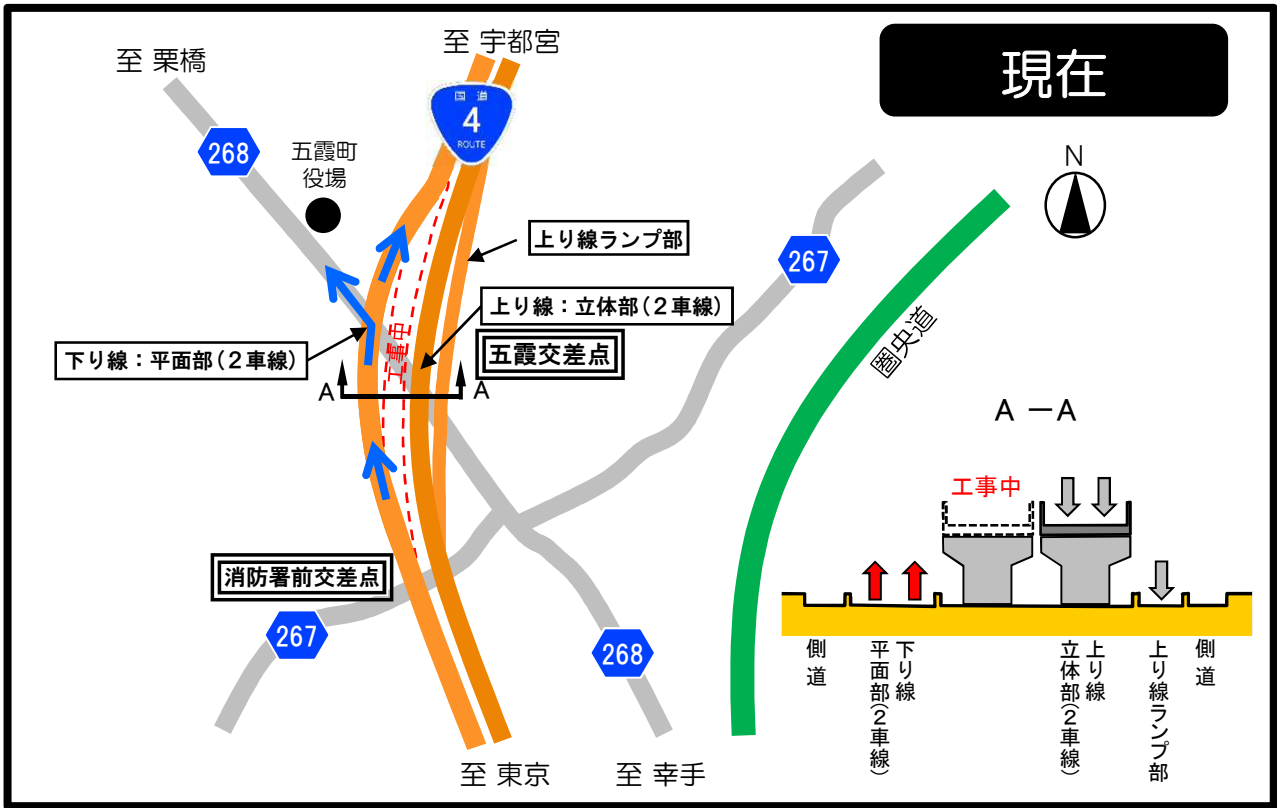 現在
至 宇都宮
至 栗橋
国道
4
ROUTE
268
五霞町
役場
N
上り線ランプ部
267
上り線：立体部(２車線)
五霞交差点
下り線：平面部(２車線)
工事中
圏央道
A
A
A－A
工事中
消防署前交差点
267
268
側道
下り線
平面部(２車線)
上り線
立体部(２車線)
上り線ランプ部
側道
至 東京
至 幸手